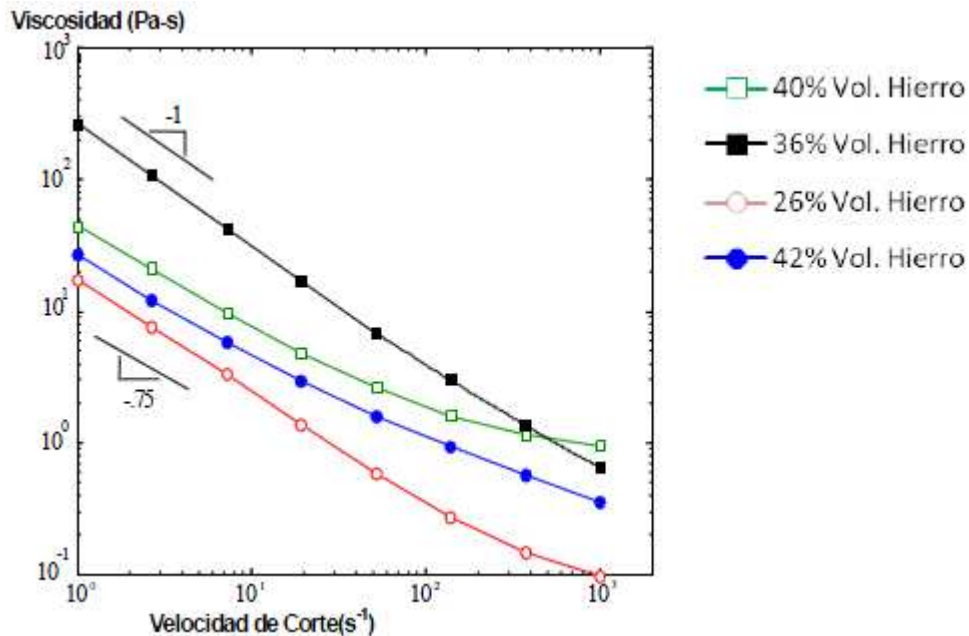 Viscosidad (Pa-s)
10³
10²
10¹
10⁰
10⁻¹
-1
-.75
10⁰
10¹
10²
10³
Velocidad de Corte(s⁻¹)
40% Vol. Hierro
36% Vol. Hierro
26% Vol. Hierro
42% Vol. Hierro